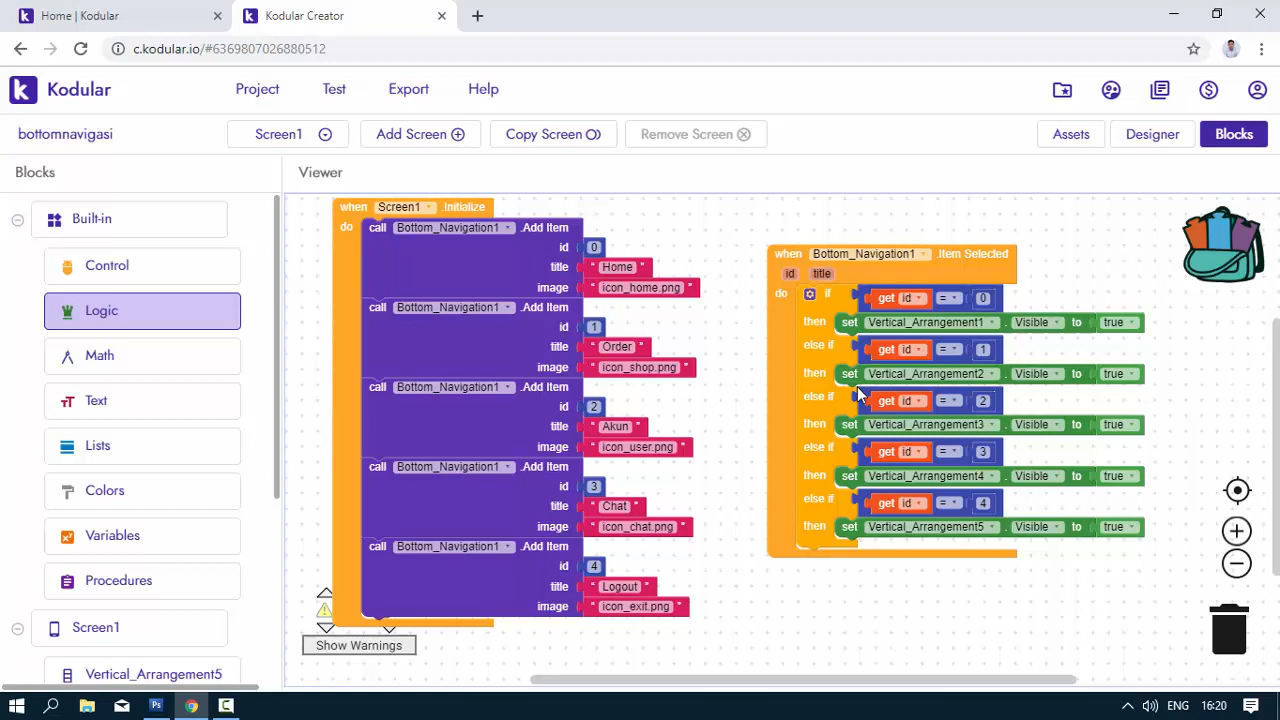 Home | Kodular
Kodular Creator
c.kodular.io/#6369807026880512
Kodular Project Test Export Help
bottomnavigasi Screen1 Add Screen Copy Screen Remove Screen Assets Designer Blocks
Blocks
Viewer
Built-in
Control
Logic
Math
Text
Lists
Colors
Variables
Procedures
Screen1
Vertical_Arrangement5
when Screen1 .Initialize
do call Bottom_Navigation1 .Add Item
id 0
title " Home "
image " icon_home.png "
call Bottom_Navigation1 .Add Item
id 1
title " Order "
image " icon_shop.png "
call Bottom_Navigation1 .Add Item
id 2
title " Akun "
image " icon_user.png "
call Bottom_Navigation1 .Add Item
id 3
title " Chat "
image " icon_chat.png "
call Bottom_Navigation1 .Add Item
id 4
title " Logout "
image " icon_exit.png "
Show Warnings
when Bottom_Navigation1 .Item Selected
id title
do if get id = 0
then set Vertical_Arrangement1 . Visible to true
else if get id = 1
then set Vertical_Arrangement2 . Visible to true
else if get id = 2
then set Vertical_Arrangement3 . Visible to true
else if get id = 3
then set Vertical_Arrangement4 . Visible to true
else if get id = 4
then set Vertical_Arrangement5 . Visible to true
ENG 16:20